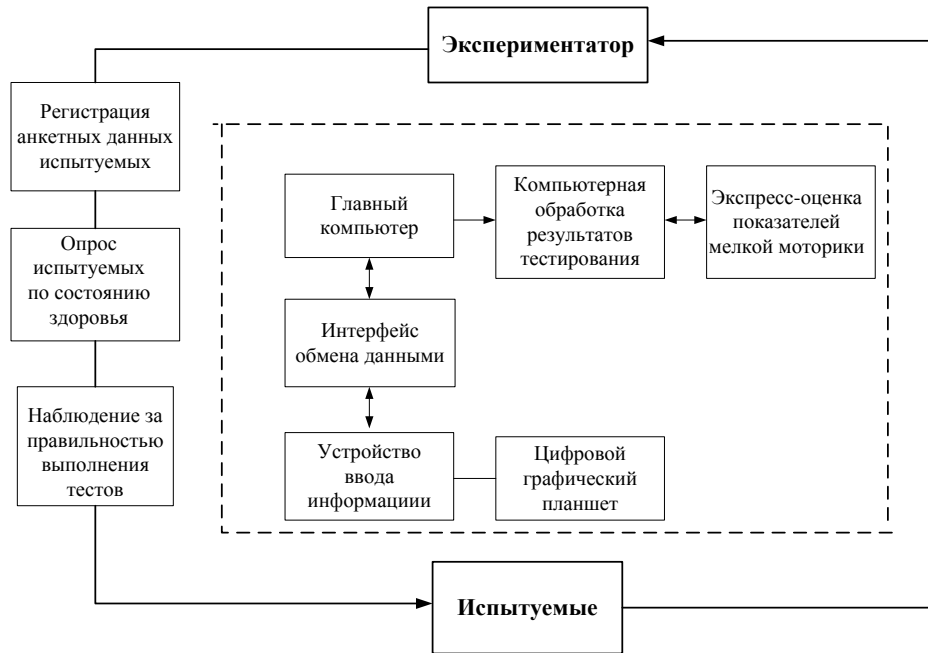 Экспериментатор
Регистрация
анкетных данных
испытуемых
Опрос
испытуемых
по состоянию
здоровья
Наблюдение за
правильностью
выполнения
тестов
Главный
компьютер
Компьютерная
обработка
результатов
тестирования
Экспресс-оценка
показателей
мелкой моторики
Интерфейс
обмена данными
Устройство
ввода
информациии
Цифровой
графический
планшет
Испытуемые